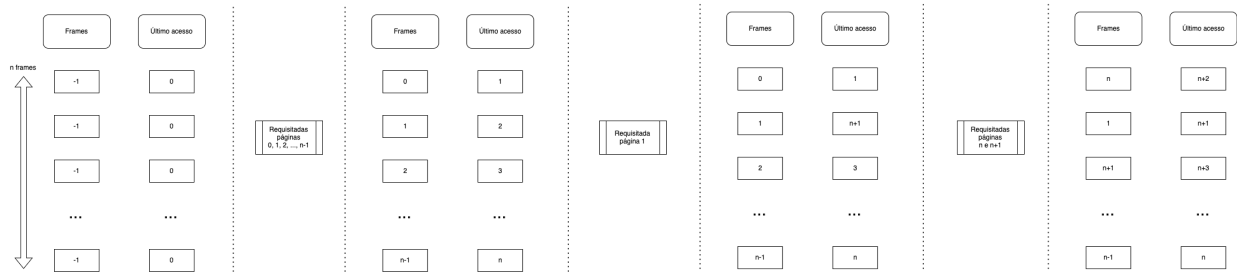 Frames Último acesso Frames Último acesso Frames Último acesso Frames Último acesso
n frames
-1 0 0 1 0 1 n n+2
-1 0 1 2 1 n+1 1 n+1
Requisitadas
páginas
0, 1, 2, ..., n-1
Requisitada
página 1
Requisitadas
páginas
n e n+1
-1 0 2 3 2 3 n+1 n+3
... ... ... ... ... ... ... ...
-1 0 n-1 n n-1 n n-1 n